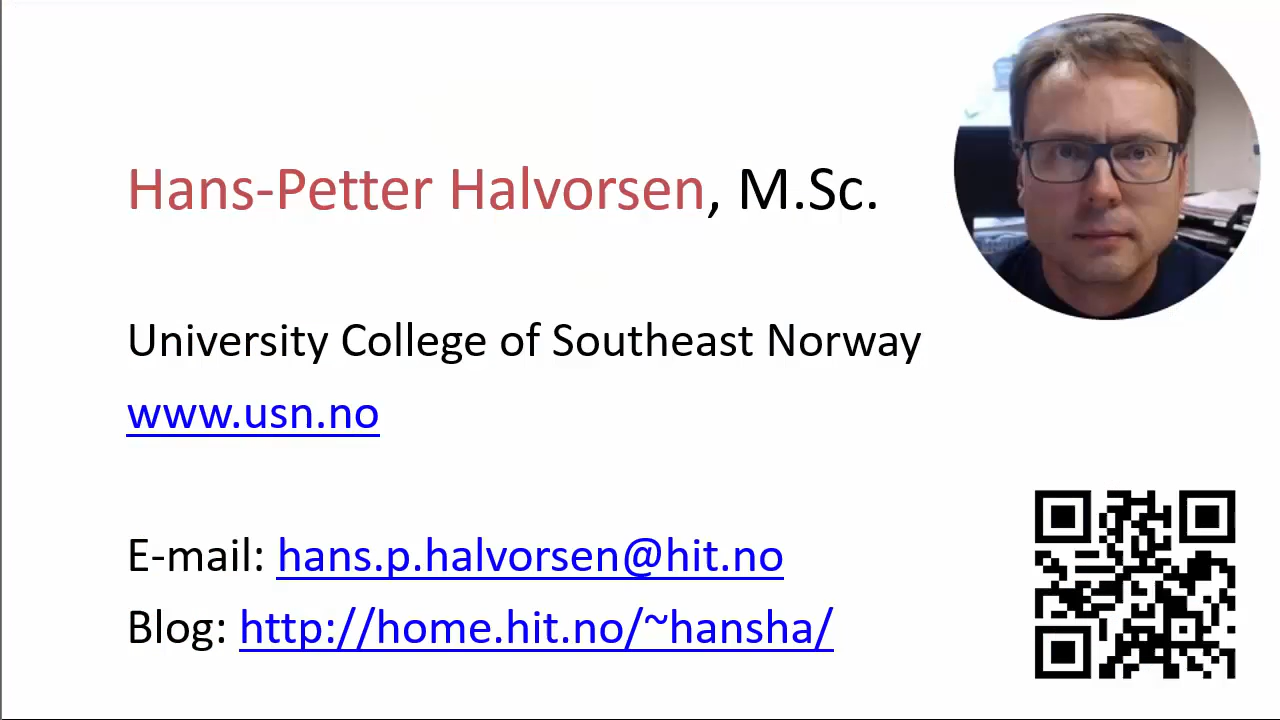 Hans-Petter Halvorsen, M.Sc.
University College of Southeast Norway
www.usn.no
E-mail: hans.p.halvorsen@hit.no
Blog: http://home.hit.no/~hansha/